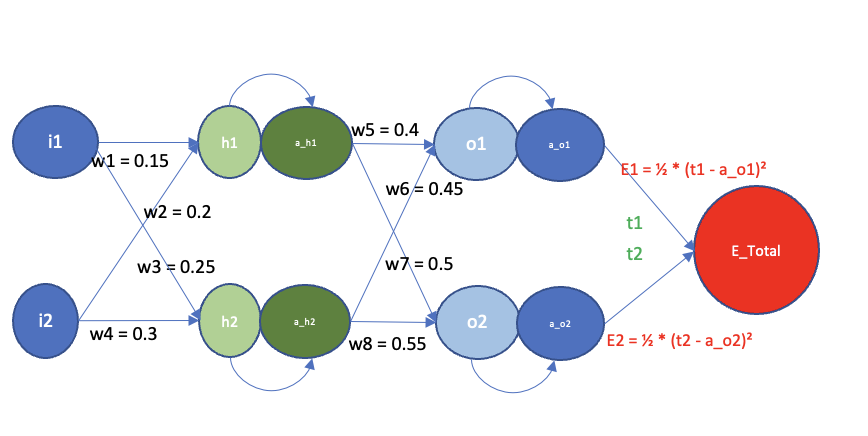 i1
h1
a_h1
w5 = 0.4
o1
a_o1
w1 = 0.15
E1 = ½ * (t1 - a_o1)²
w6 = 0.45
w2 = 0.2
t1
t2
E_Total
w3 = 0.25
w7 = 0.5
i2
h2
a_h2
o2
a_o2
w4 = 0.3
w8 = 0.55
E2 = ½ * (t2 - a_o2)²